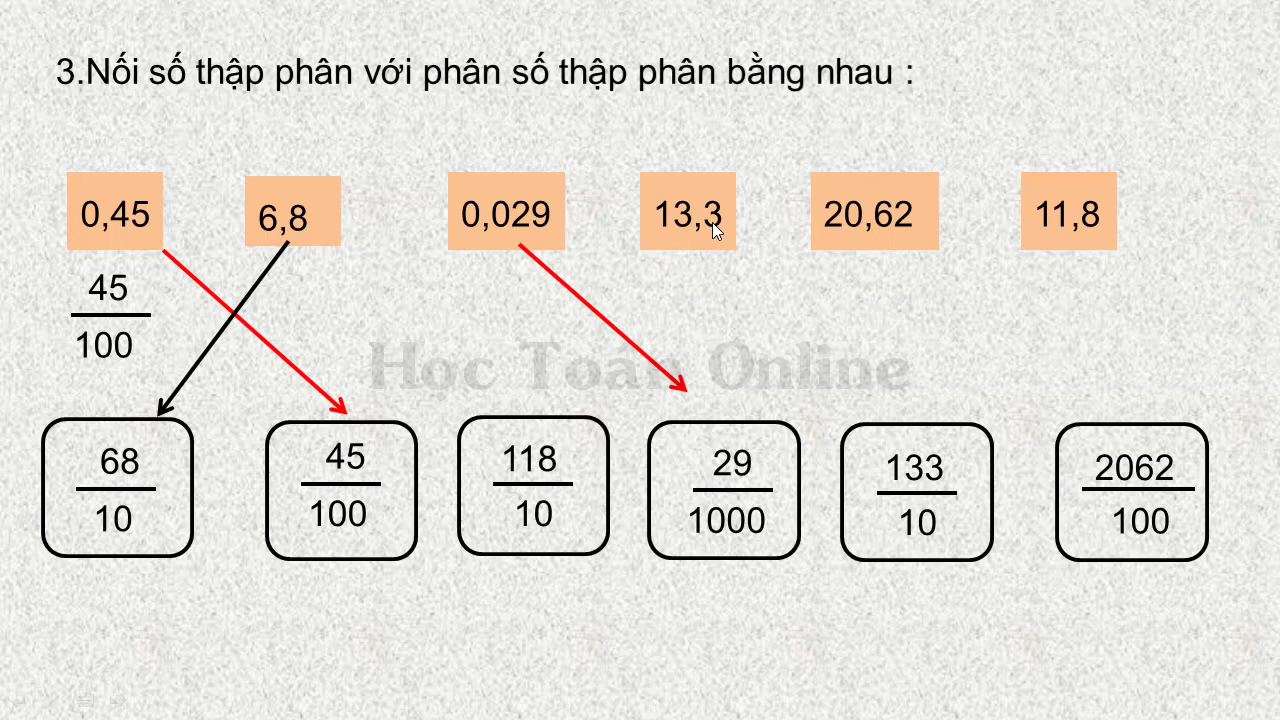 3.Nối số thập phân với phân số thập phân bằng nhau :
0,45 6,8 0,029 13,3 20,62 11,8
45
100
Học Toán Online
68 45 118 29 133 2062
10 100 10 1000 10 100